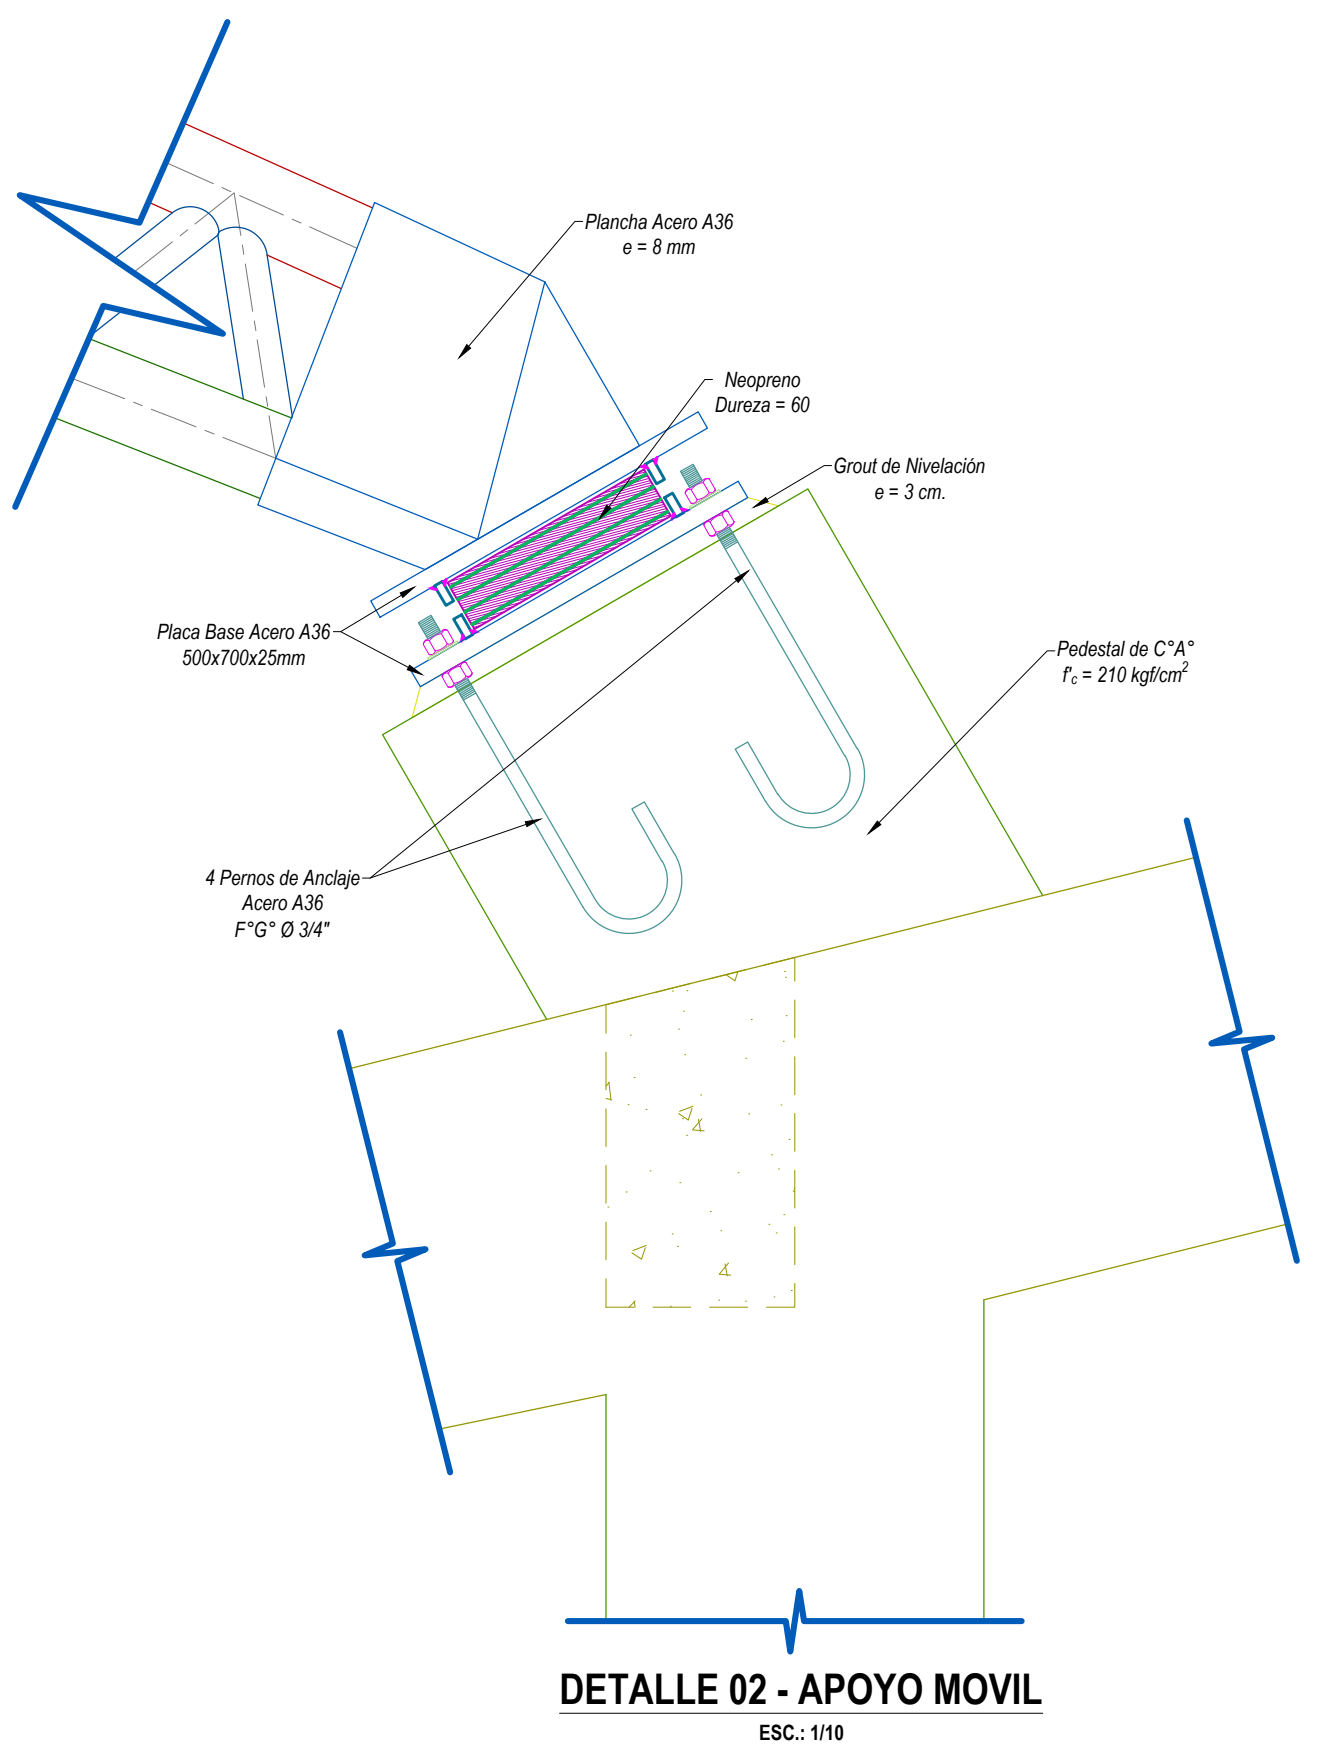 Plancha Acero A36
e = 8 mm
Neopreno
Dureza = 60
Grout de Nivelación
e = 3 cm.
Placa Base Acero A36
500x700x25mm
Pedestal de C°A°
f'c = 210 kgf/cm²
4 Pernos de Anclaje
Acero A36
F°G° Ø 3/4"
DETALLE 02 - APOYO MOVIL
ESC.: 1/10